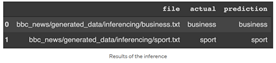 file actual prediction
0 bbc_news/generated_data/inferencing/business.txt business business
1 bbc_news/generated_data/inferencing/sport.txt sport sport
Results of the inference